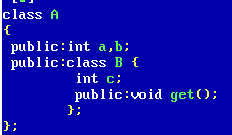 class A
{
public:int a,b;
public:class B {
int c;
public:void get();
};
};